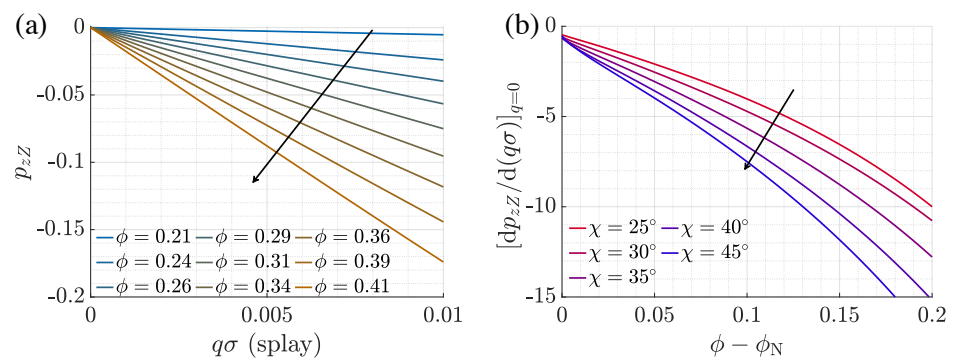 (a)
0
-0.05
-0.1
-0.15
-0.2
p_{zZ}
ϕ = 0.21 ϕ = 0.29 ϕ = 0.36
ϕ = 0.24 ϕ = 0.31 ϕ = 0.39
ϕ = 0.26 ϕ = 0.34 ϕ = 0.41
0 0.005 0.01
qσ (splay)
(b)
0
-5
-10
-15
[dp_{zZ}/d(qσ)]_{q=0}
χ = 25° χ = 40°
χ = 30° χ = 45°
χ = 35°
0 0.05 0.1 0.15 0.2
ϕ − ϕ_N